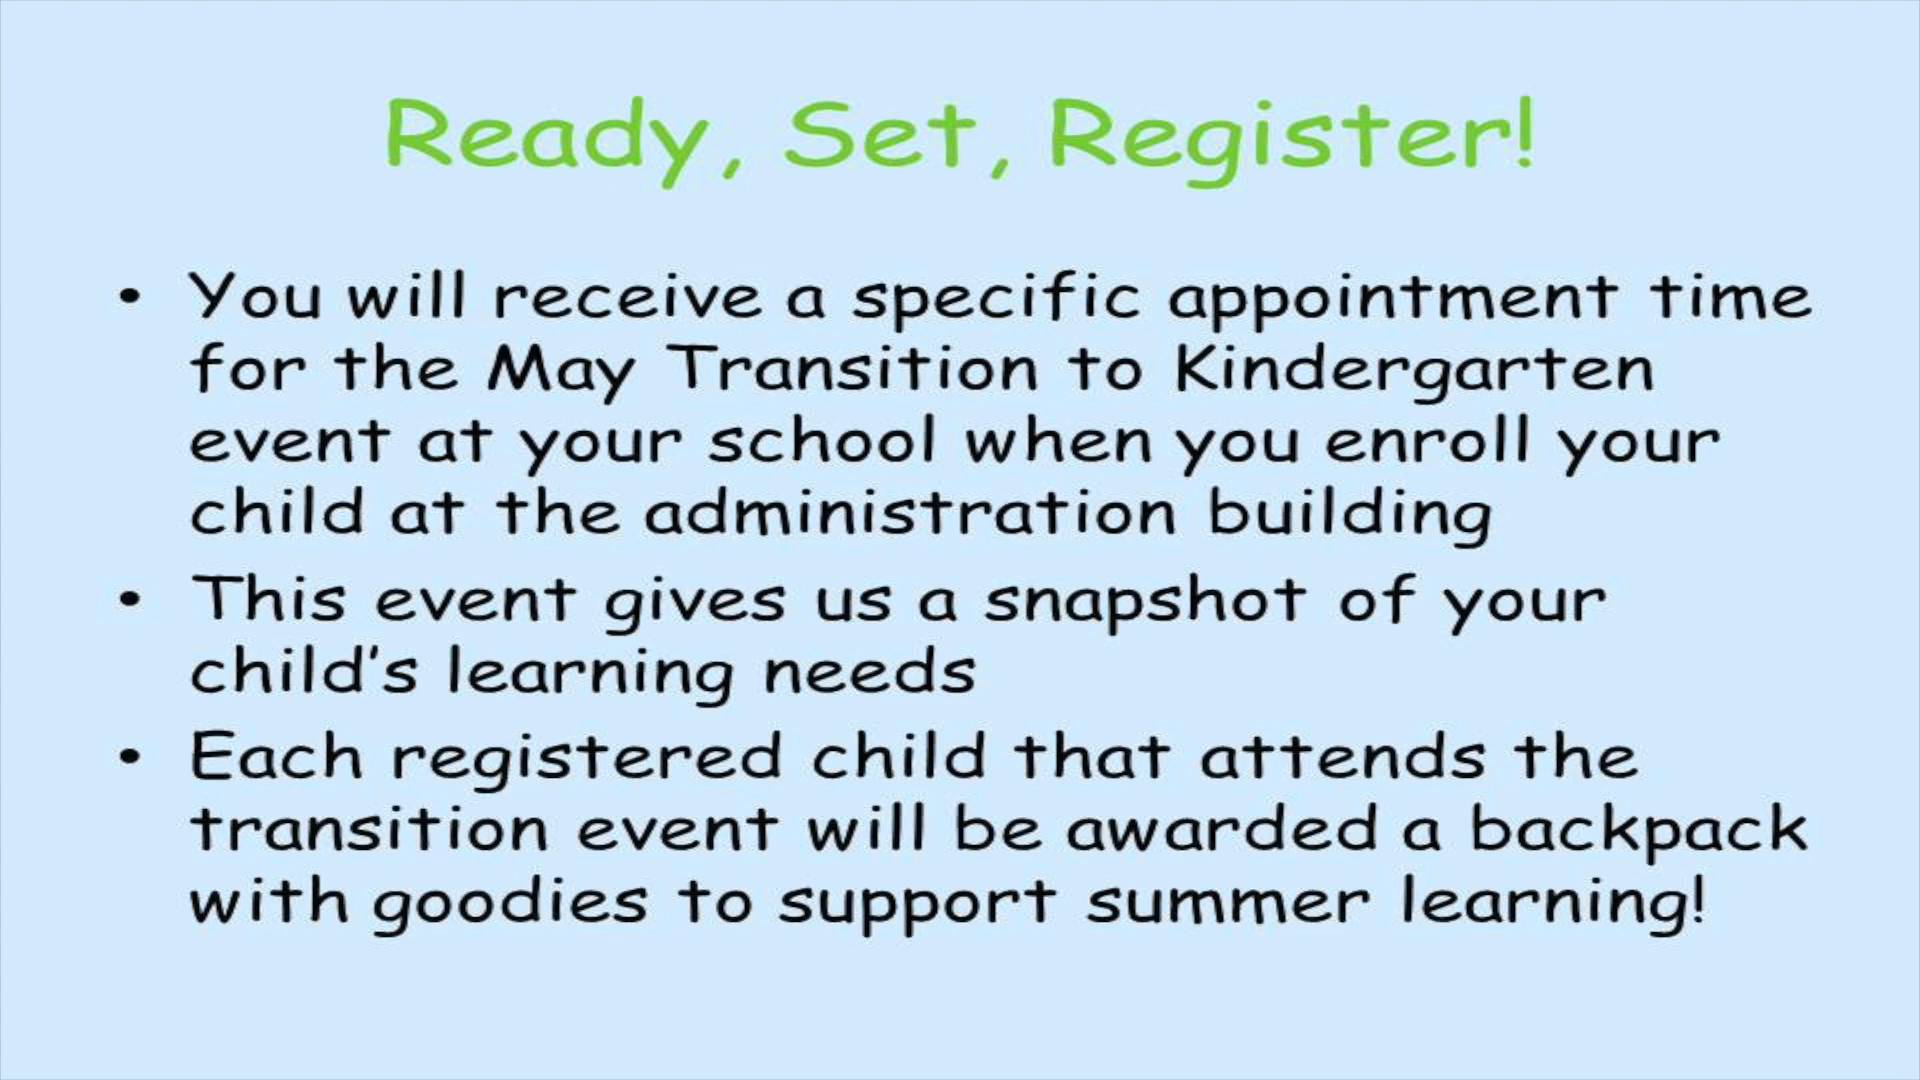 Ready, Set, Register!
• You will receive a specific appointment time
for the May Transition to Kindergarten
event at your school when you enroll your
child at the administration building
• This event gives us a snapshot of your
child's learning needs
• Each registered child that attends the
transition event will be awarded a backpack
with goodies to support summer learning!